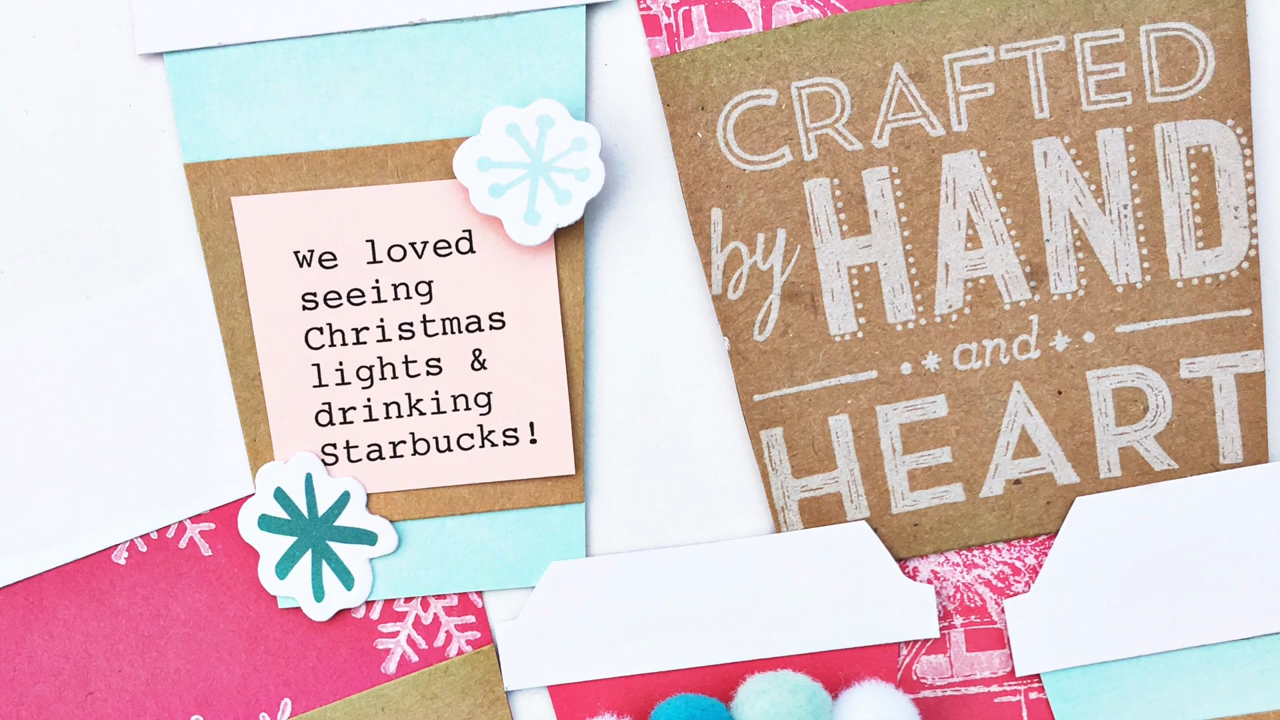 We loved
seeing
Christmas
lights &
drinking
Starbucks!
CRAFTED
by HAND
and
HEART